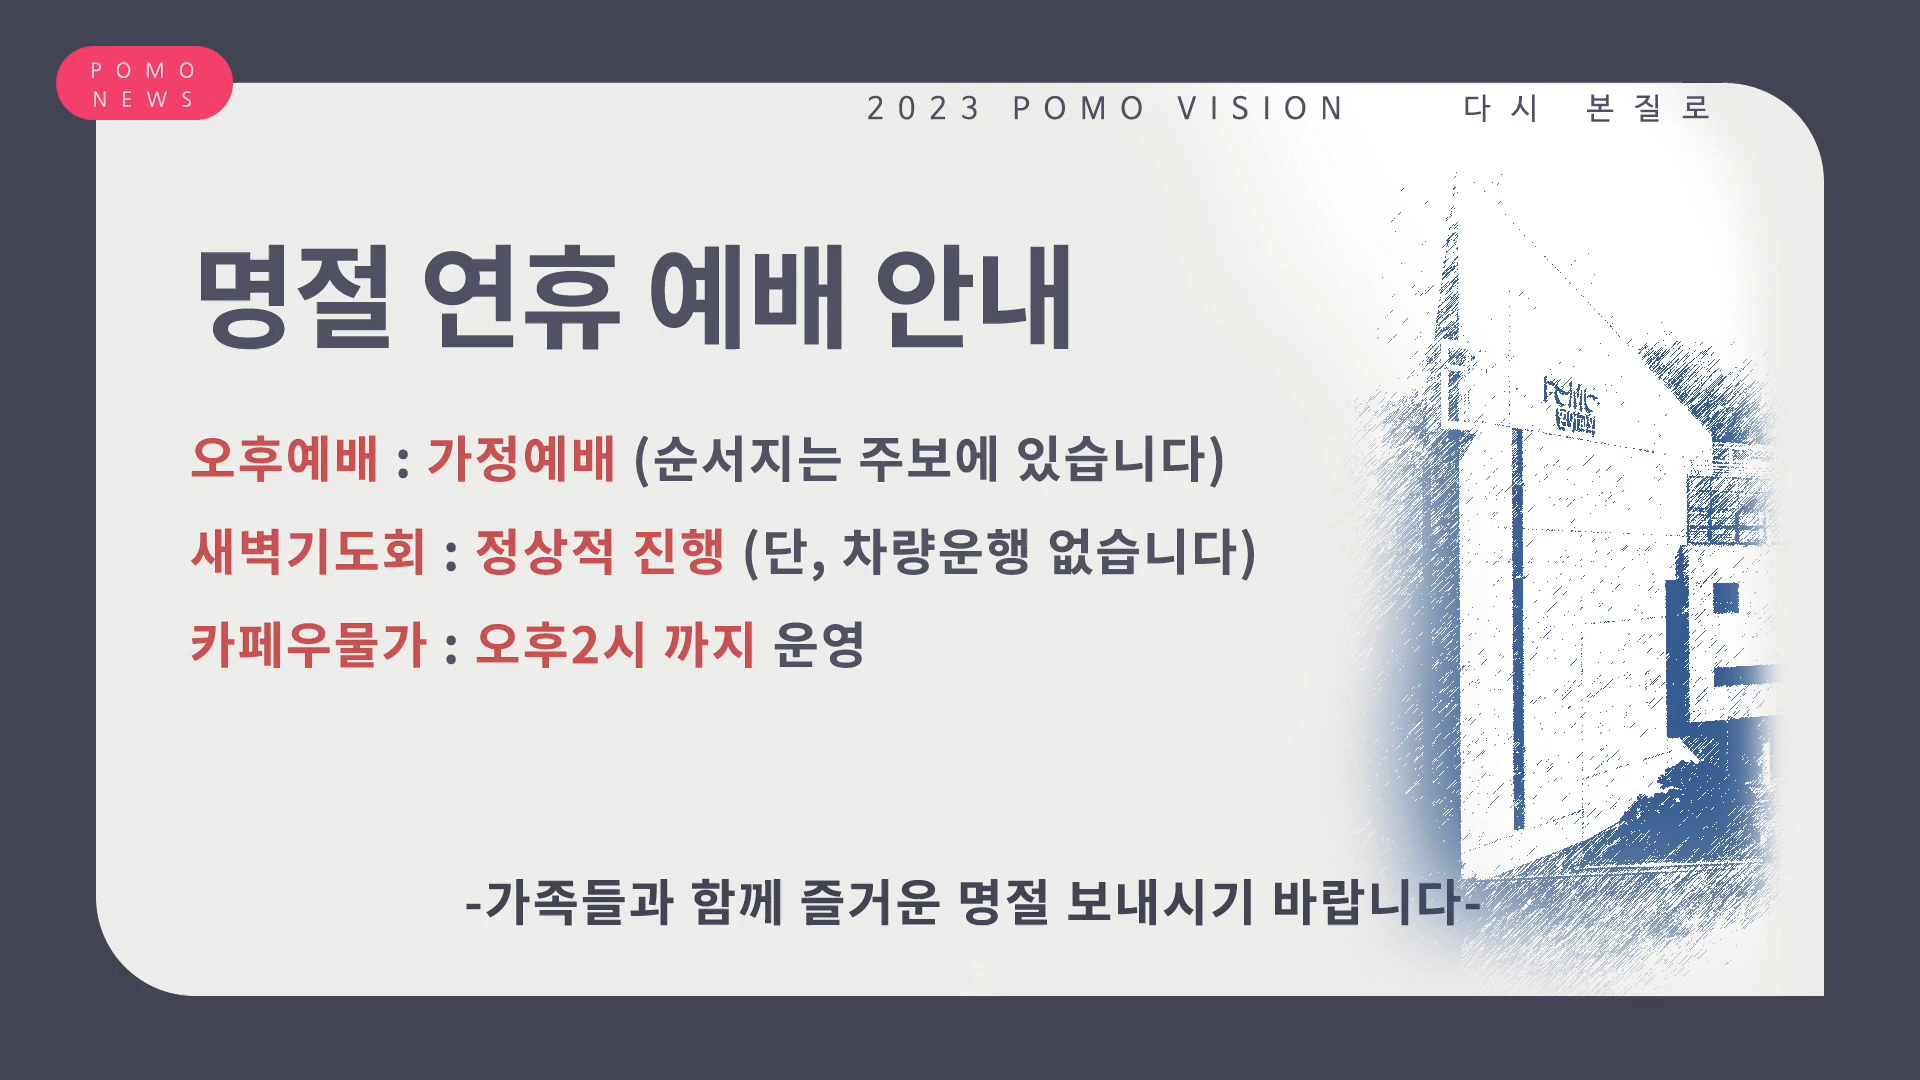 POMO
NEWS
2023 POMO VISION 다시 본질로
명절 연휴 예배 안내
오후예배 : 가정예배 (순서지는 주보에 있습니다)
새벽기도회 : 정상적 진행 (단, 차량운행 없습니다)
카페우물가 : 오후2시 까지 운영
-가족들과 함께 즐거운 명절 보내시기 바랍니다-